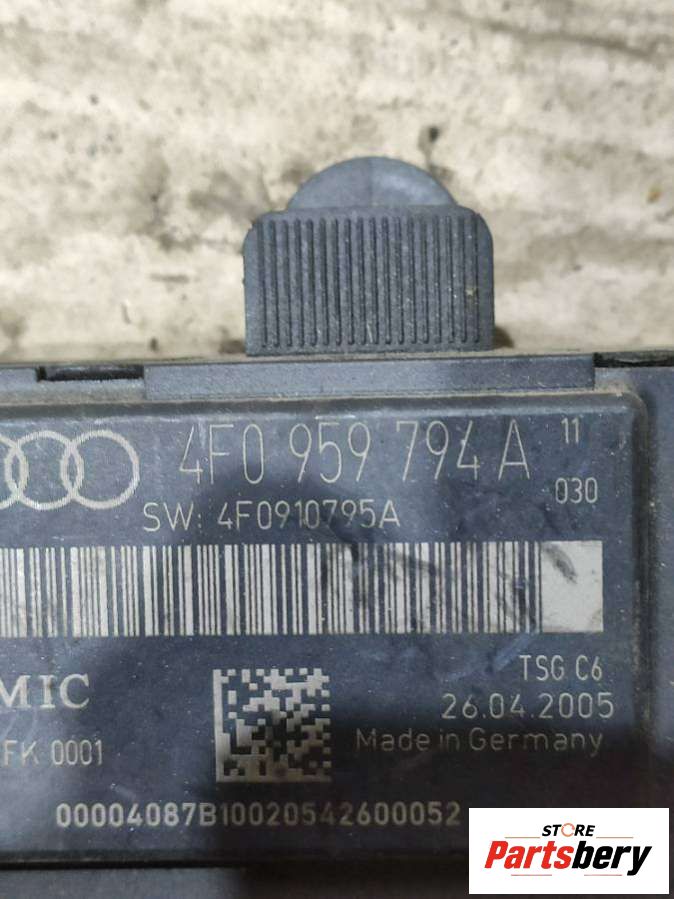 4F0 959 794 A 11
030
SW: 4F0910795A
MIC
TSG C6
26.04.2005
FK 0001
Made in Germany
00004087B10020542600052
STORE
Partsbery